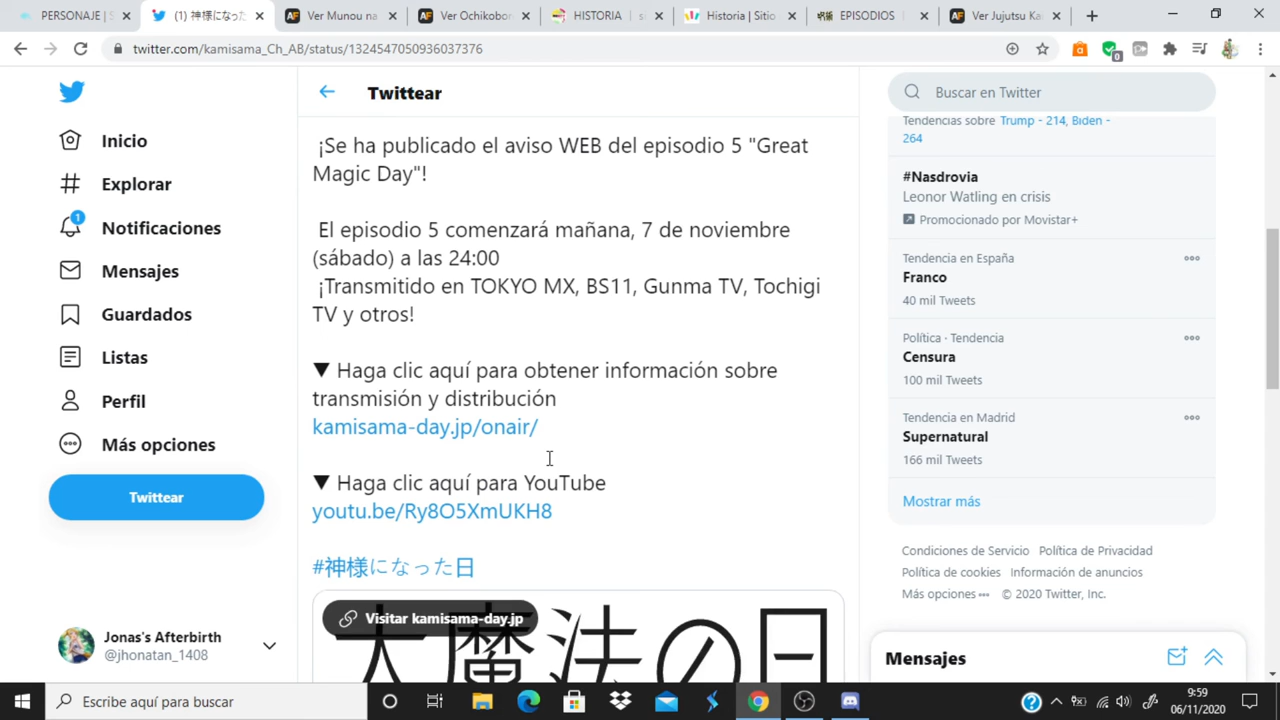 PERSONAJE | S
(1) 神様になった
Ver Munou na
Ver Ochikobor
HISTORIA | s
Historia | Sitio
EPISODIOS |
Ver Jujutsu Ka
twitter.com/kamisama_Ch_AB/status/1324547050936037376
0
Inicio
Explorar
1
Notificaciones
Mensajes
Guardados
Listas
Perfil
Más opciones
Twittear
Jonas's Afterbirth
@jhonatan_1408
Twittear
¡Se ha publicado el aviso WEB del episodio 5 "Great
Magic Day"!
El episodio 5 comenzará mañana, 7 de noviembre
(sábado) a las 24:00
¡Transmitido en TOKYO MX, BS11, Gunma TV, Tochigi
TV y otros!
▼ Haga clic aquí para obtener información sobre
transmisión y distribución
kamisama-day.jp/onair/
▼ Haga clic aquí para YouTube
youtu.be/Ry8O5XmUKH8
#神様になった日
大魔法の日
Visitar kamisama-day.jp
Buscar en Twitter
Tendencias sobre Trump - 214, Biden -
264
#Nasdrovia
Leonor Watling en crisis
Promocionado por Movistar+
Tendencia en España
Franco
40 mil Tweets
Política · Tendencia
Censura
100 mil Tweets
Tendencia en Madrid
Supernatural
166 mil Tweets
Mostrar más
Condiciones de Servicio Política de Privacidad
Política de cookies Información de anuncios
Más opciones ••• © 2020 Twitter, Inc.
Mensajes
Escribe aquí para buscar
9:59
06/11/2020